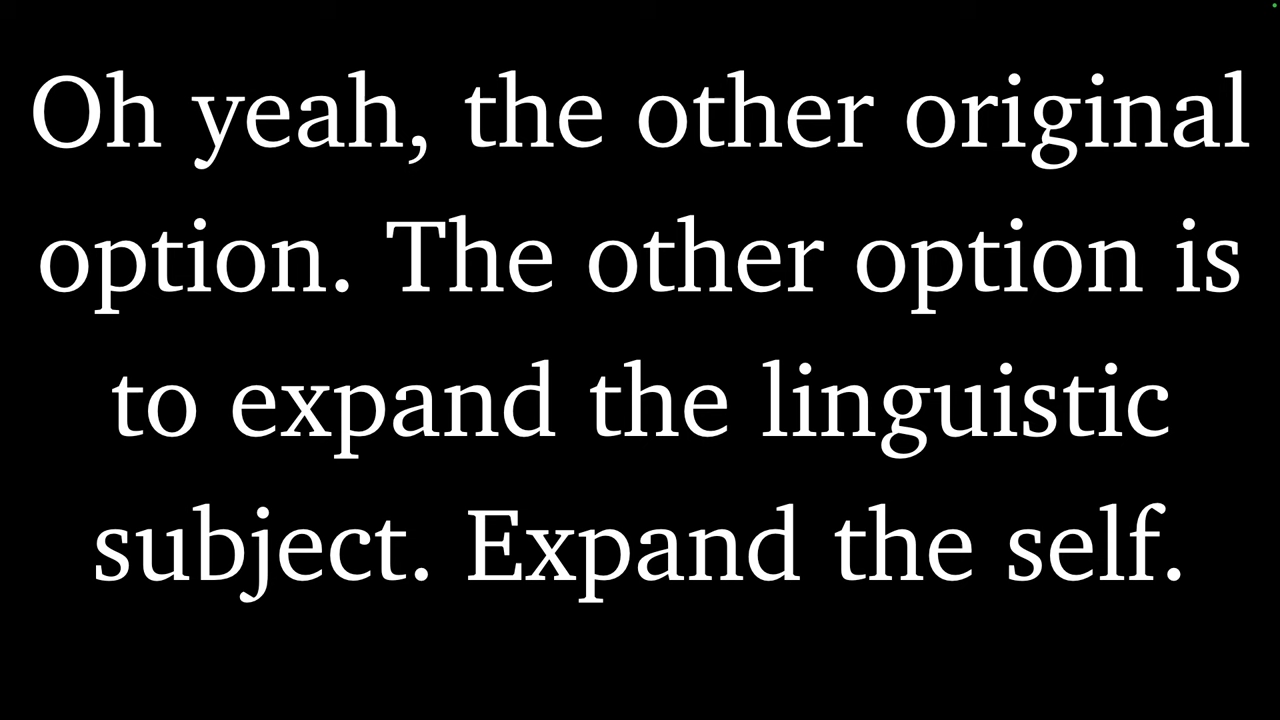 Oh yeah, the other original
option. The other option is
to expand the linguistic
subject. Expand the self.